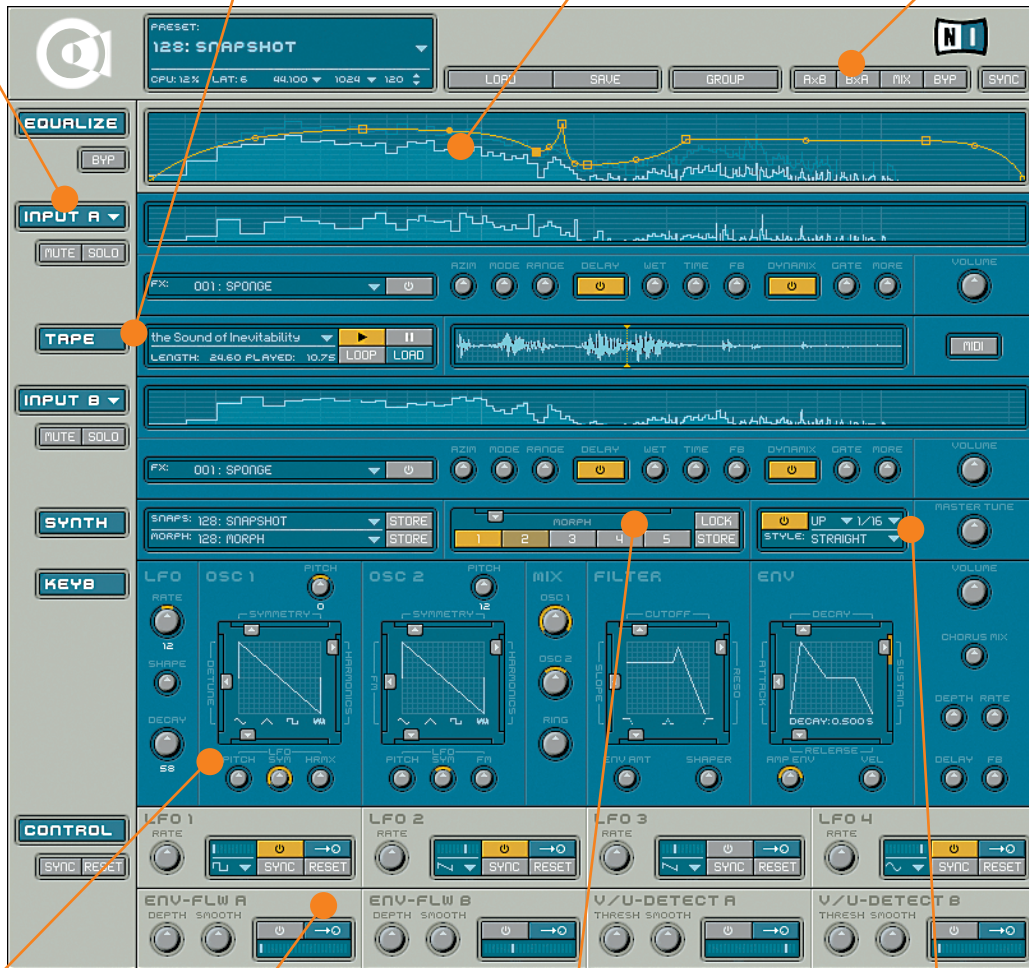 PRESET:
128: SNAPSHOT
CPU: 12% LAT: 6 44.100 1024 120
LOAD SAVE GROUP A×B B×A MIX BYP SYNC
NI
EQUALIZE
BYP
INPUT A
MUTE SOLO
AZIM MODE RANGE DELAY WET TIME FB DYNAMIX GATE MORE VOLUME
FX: 001: SPONGE
TAPE
the Sound of Inevitability
LENGTH: 24.60 PLAYED: 10.75 LOOP LOAD
MIDI
INPUT B
MUTE SOLO
AZIM MODE RANGE DELAY WET TIME FB DYNAMIX GATE MORE VOLUME
FX: 001: SPONGE
SYNTH
SNAPS: 128: SNAPSHOT STORE
MORPH: 128: MORPH STORE
MORPH LOCK
1 2 3 4 5 STORE
UP 1/16
STYLE: STRAIGHT
MASTER TUNE
KEYB
LFO OSC 1 PITCH OSC 2 PITCH MIX FILTER ENV VOLUME
RATE 0 12 OSC 1
12 SYMMETRY SYMMETRY CUTOFF DECAY
SHAPE DETUNE HARMONICS FM HARMONICS OSC 2 SLOPE RESO ATTACK SUSTAIN CHORUS MIX
DECAY RING DECAY: 0.500 S DEPTH RATE
58 LFO LFO RELEASE
PITCH SYM HRMX PITCH SYM FM ENV AMT SHAPER AMP ENV VEL DELAY FB
CONTROL
SYNC RESET
LFO 1 LFO 2 LFO 3 LFO 4
RATE RATE RATE RATE
SYNC RESET SYNC RESET SYNC RESET SYNC RESET
ENV-FLW A ENV-FLW B V/U-DETECT A V/U-DETECT B
DEPTH SMOOTH DEPTH SMOOTH THRESH SMOOTH THRESH SMOOTH